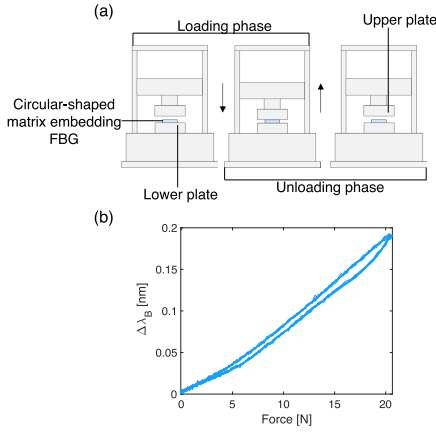 (a)
Loading phase
Upper plate
Circular-shaped
matrix embedding
FBG
Lower plate
Unloading phase
(b)
0.2
0.15
0.1
0.05
0
Δλ_B [nm]
0 5 10 15 20
Force [N]